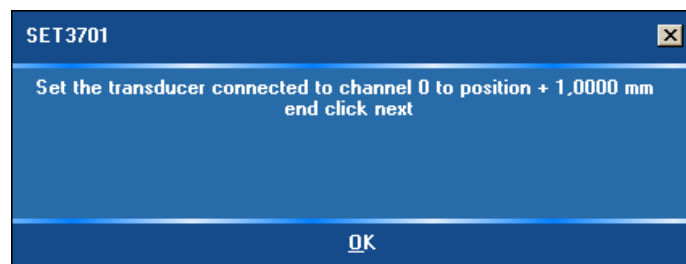 SET3701
Set the transducer connected to channel 0 to position + 1,0000 mm
end click next
OK